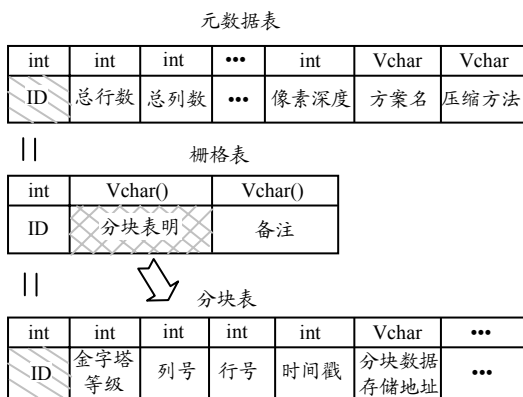 元数据表
int int int ••• int Vchar Vchar
ID 总行数 总列数 ••• 像素深度 方案名 压缩方法
栅格表
int Vchar() Vchar()
ID 分块表明 备注
分块表
int int int int int Vchar •••
ID 金字塔等级 列号 行号 时间戳 分块数据存储地址 •••